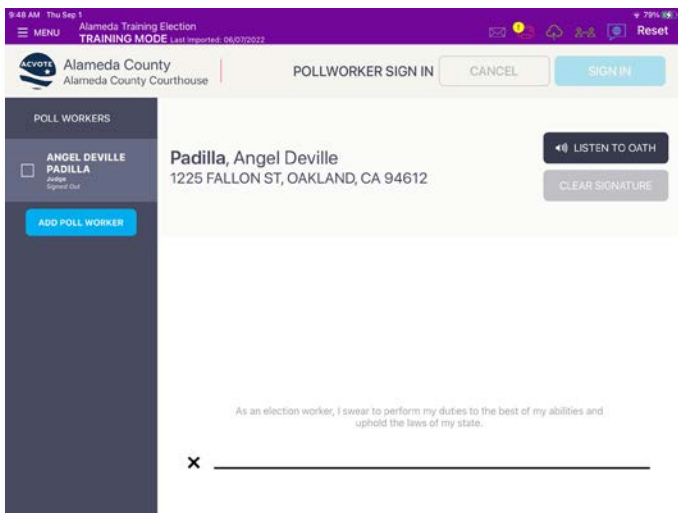 9:48 AM Thu Sep 1
79%
MENU
Alameda Training Election
TRAINING MODE Last Imported: 06/07/2022
1
Reset
ACVOTE
Alameda County
Alameda County Courthouse
POLLWORKER SIGN IN
CANCEL
SIGN IN
POLL WORKERS
ANGEL DEVILLE
PADILLA
Judge
Signed Out
ADD POLL WORKER
Padilla, Angel Deville
1225 FALLON ST, OAKLAND, CA 94612
LISTEN TO OATH
CLEAR SIGNATURE
As an election worker, I swear to perform my duties to the best of my abilities and
uphold the laws of my state.
X